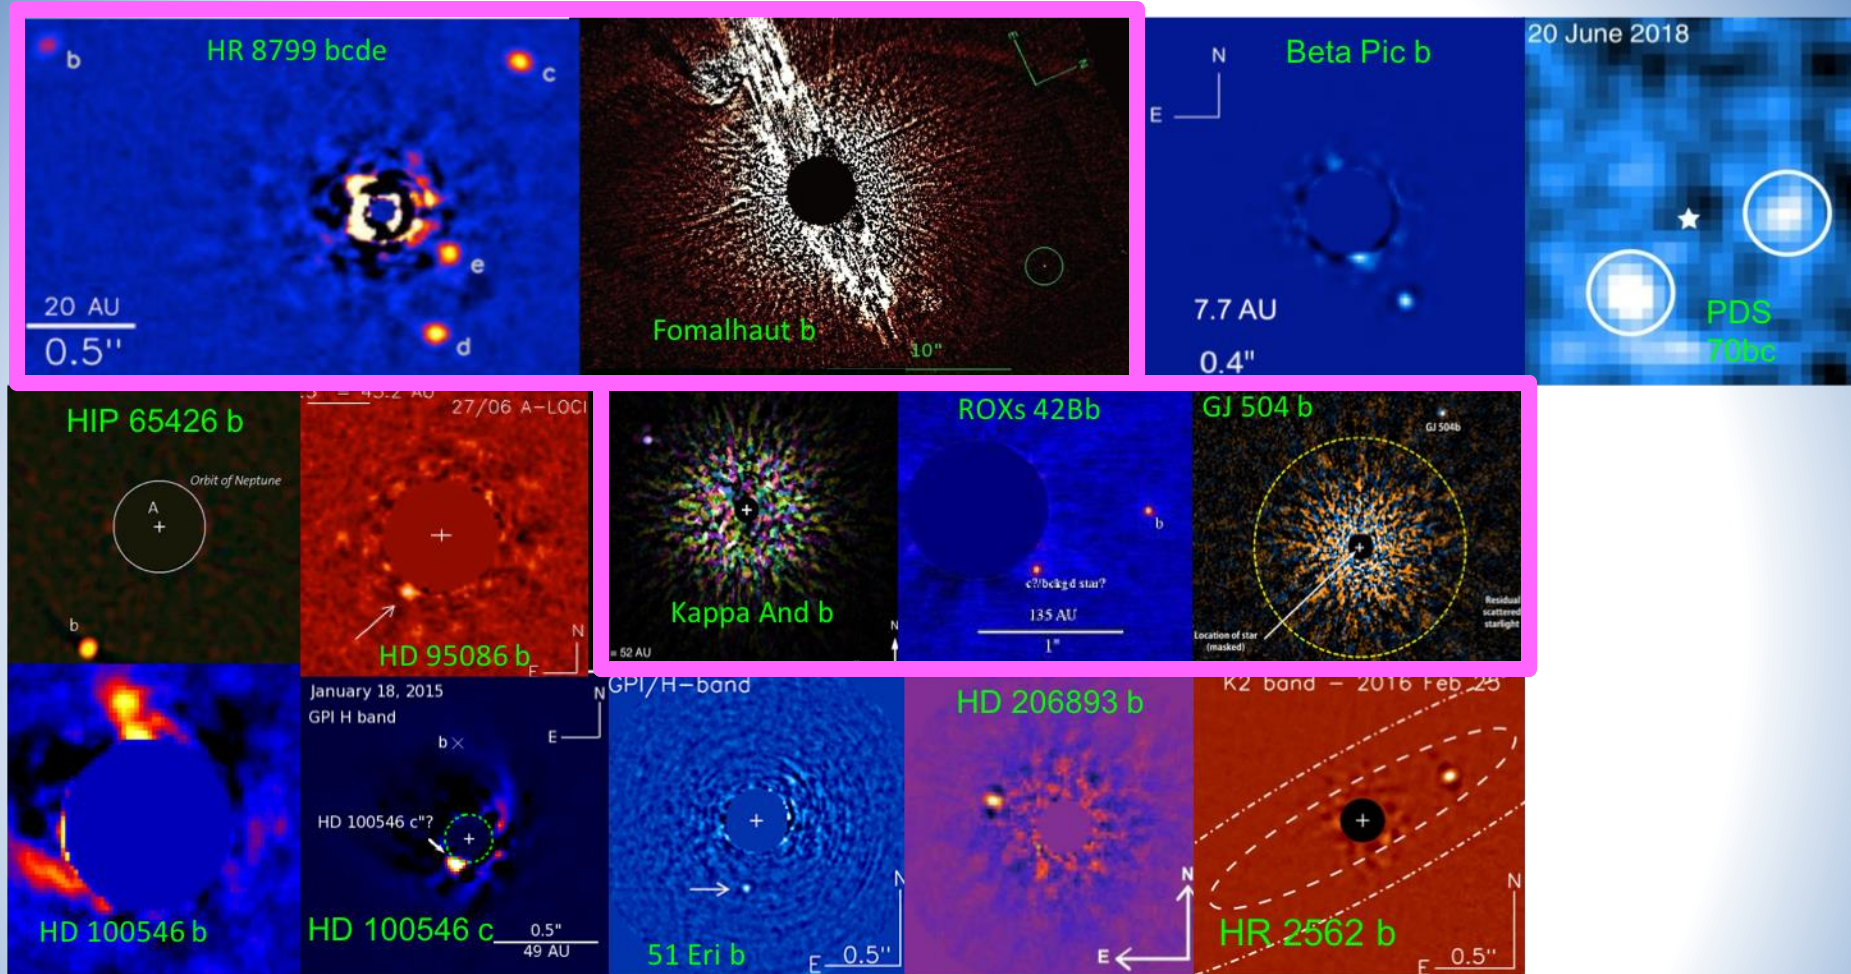 b
HR 8799 bcde
c
e
d
20 AU
0.5"
E
N
Fomalhaut b
10"
Beta Pic b
N
E
7.7 AU
0.4"
20 June 2018
PDS
70bc
HIP 65426 b
Orbit of Neptune
A
b
27/06 A-LOCI
HD 95086 b
N
E
Kappa And b
52 AU
N
ROXs 42Bb
b
c?/bckgd star?
135 AU
1"
GJ 504 b
GJ 504b
Residual
scattered
starlight
Location of star
(masked)
HD 100546 b
January 18, 2015
GPI H band
N
E
b
HD 100546 c"?
HD 100546 c
0.5"
49 AU
GPI/H-band
51 Eri b
N
E
0.5"
HD 206893 b
N
E
K2 band – 2016 Feb 25
HR 2562 b
N
E
0.5"